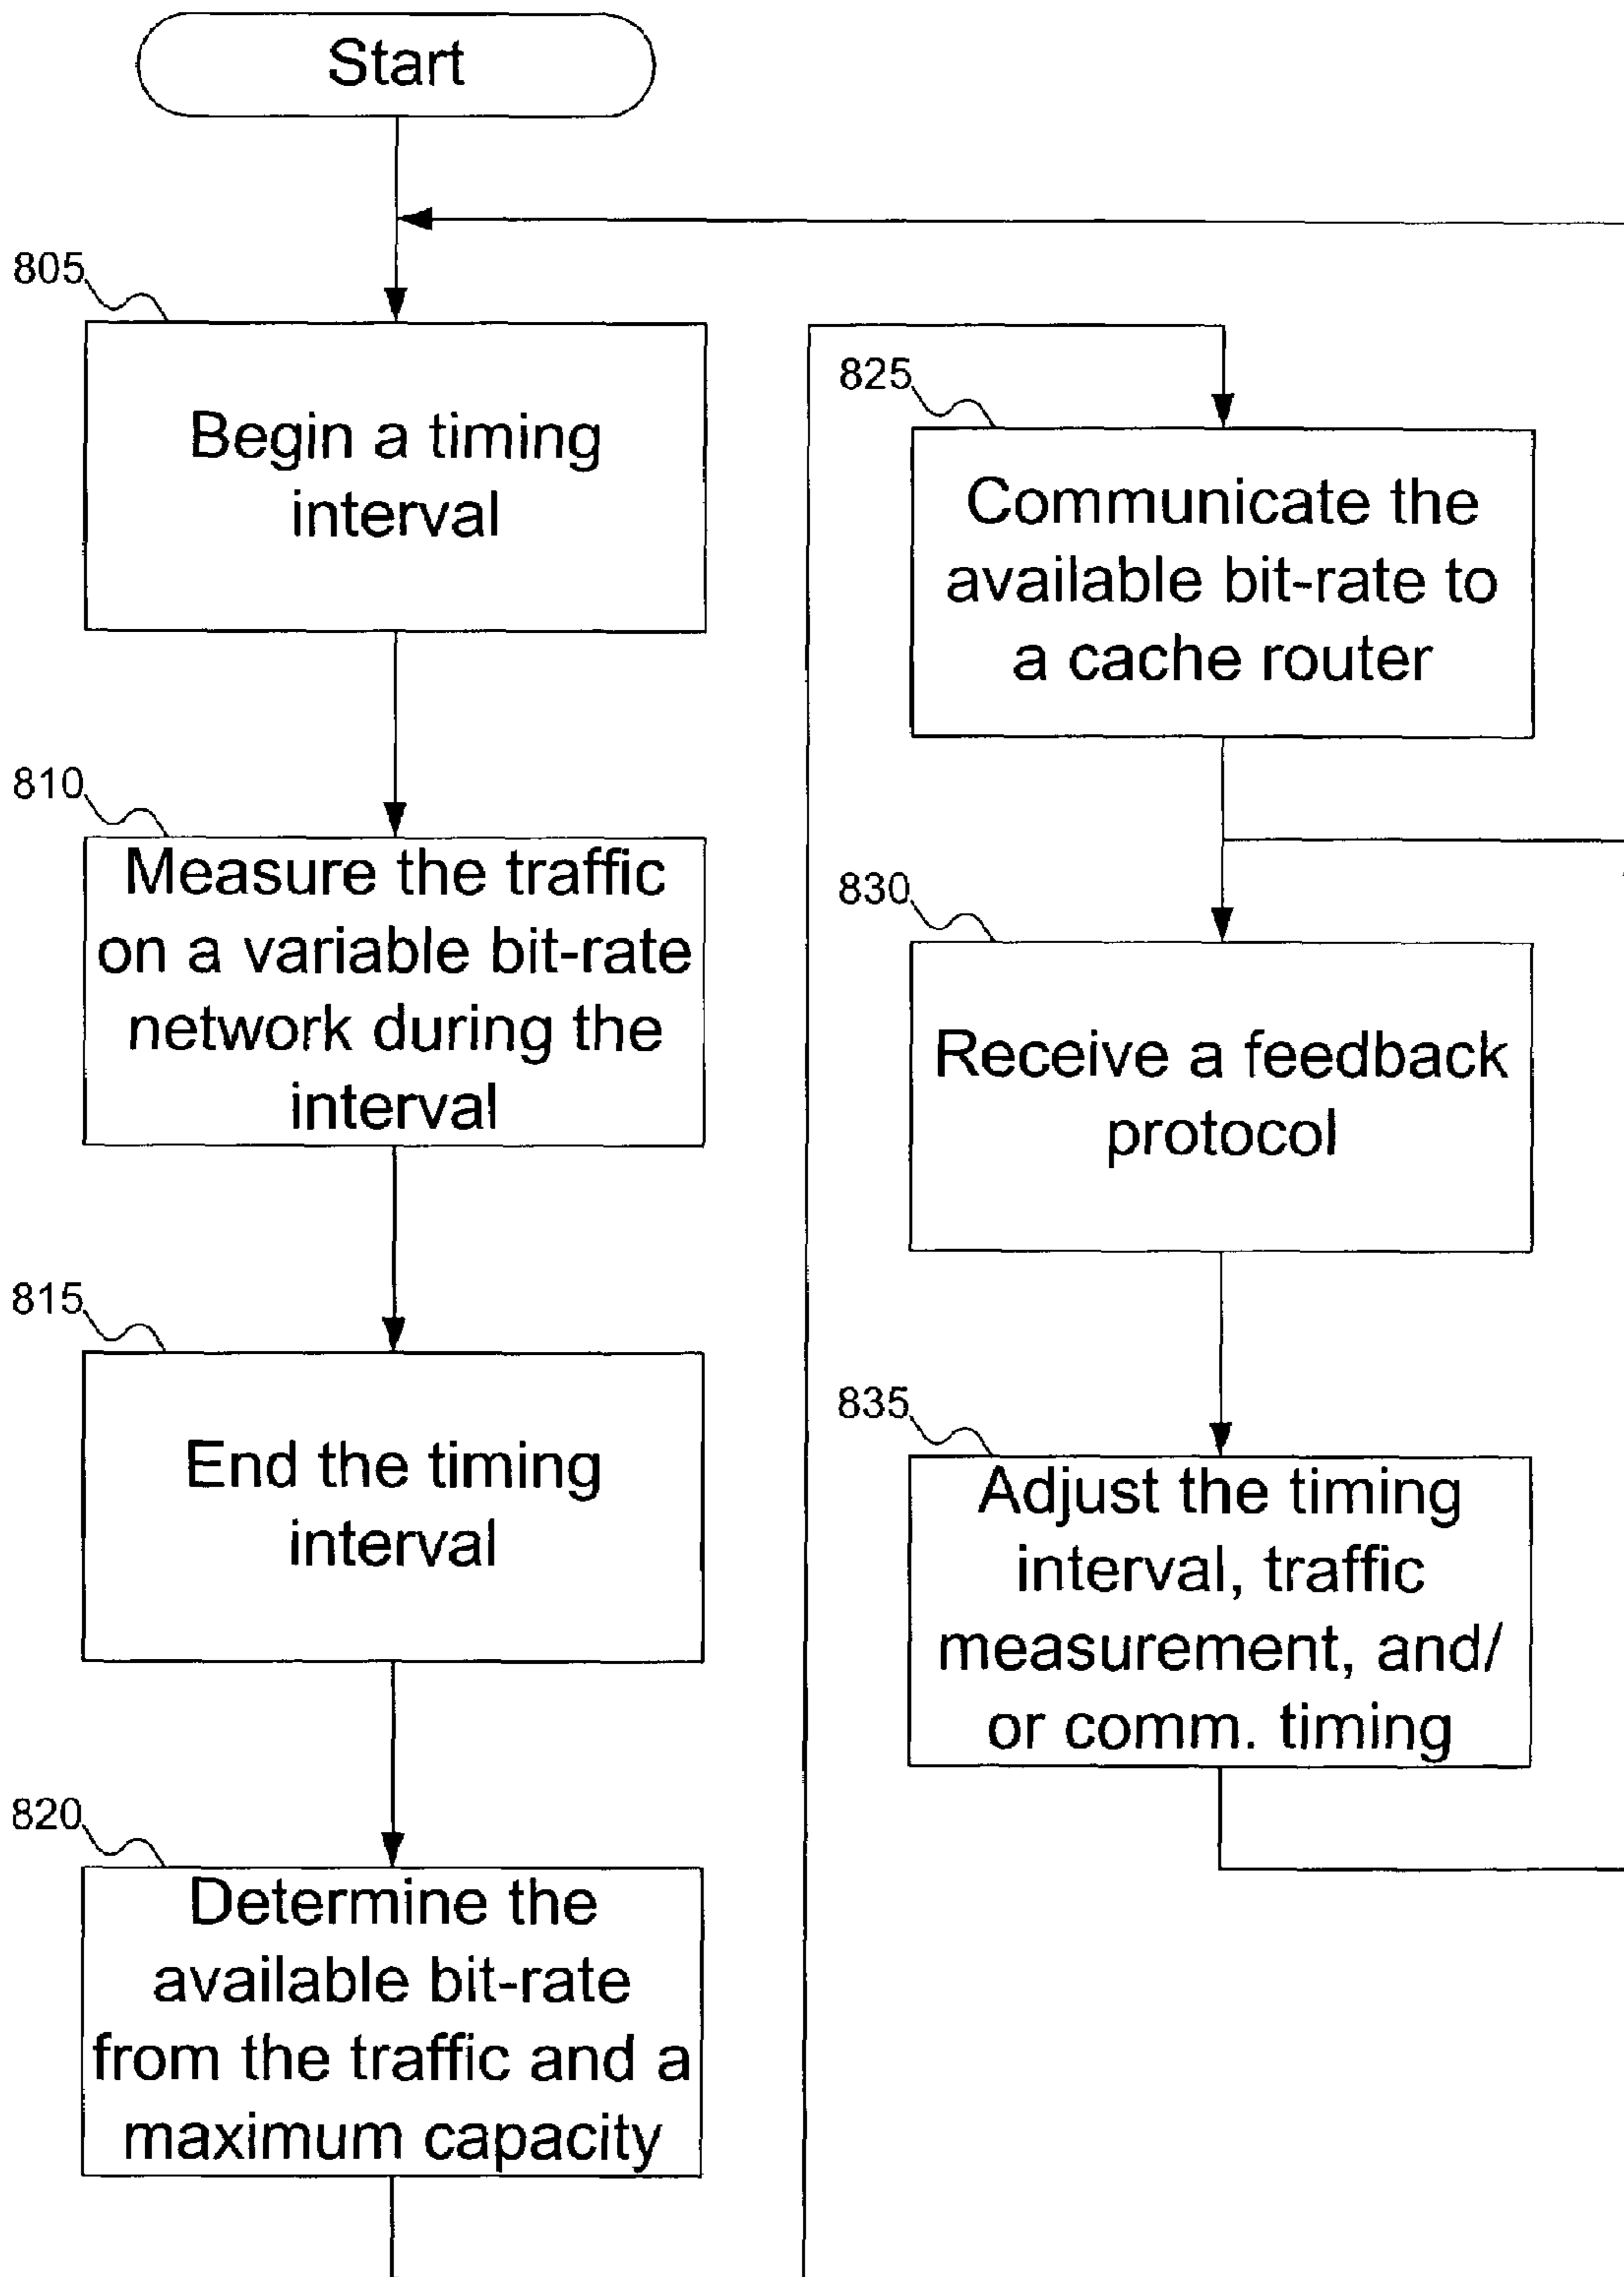 Start
805
Begin a timing
interval
810
Measure the traffic
on a variable bit-rate
network during the
interval
815
End the timing
interval
820
Determine the
available bit-rate
from the traffic and a
maximum capacity
825
Communicate the
available bit-rate to
a cache router
830
Receive a feedback
protocol
835
Adjust the timing
interval, traffic
measurement, and/
or comm. timing